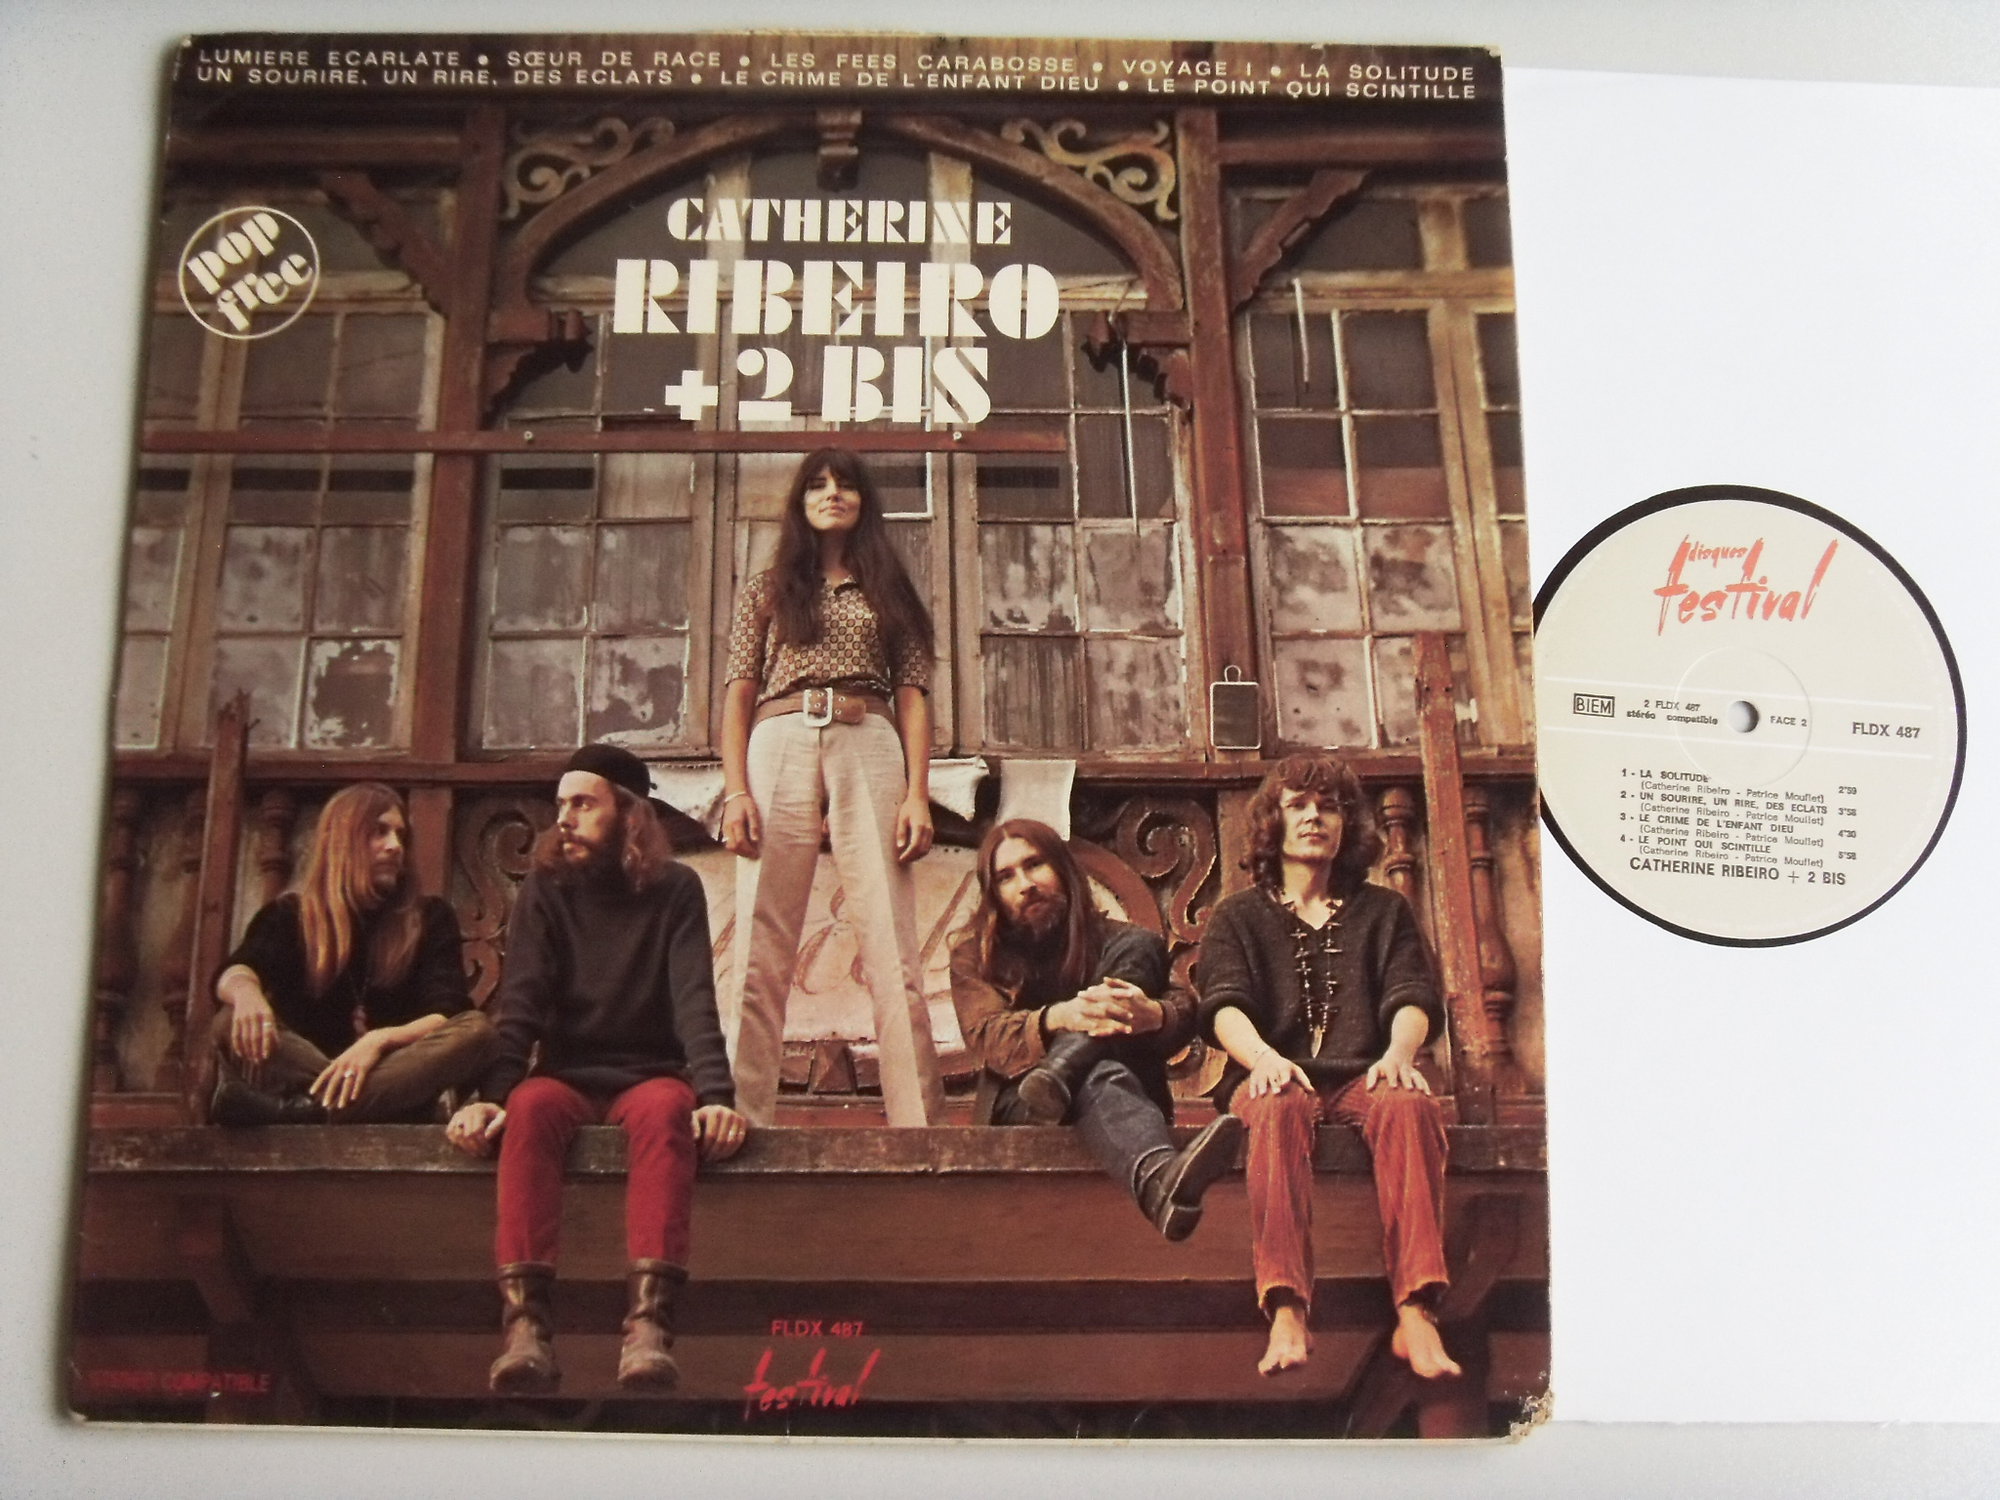 LUMIERE ECARLATE • SŒUR DE RACE • LES FEES CARABOSSE • VOYAGE I • LA SOLITUDE
UN SOURIRE, UN RIRE, DES ECLATS • LE CRIME DE L'ENFANT DIEU • LE POINT QUI SCINTILLE
pop
free
CATHERINE
RIBEIRO
+ 2 BIS
FLDX 487
festival
STEREO COMPATIBLE
disques
festival
BIEM
2 FLDX 487
stéréo compatible
FACE 2
FLDX 487
1 - LA SOLITUDE
(Catherine Ribeiro - Patrice Moullet) 2'59
2 - UN SOURIRE, UN RIRE, DES ECLATS
(Catherine Ribeiro - Patrice Moullet) 3'58
3 - LE CRIME DE L'ENFANT DIEU
(Catherine Ribeiro - Patrice Moullet) 4'30
4 - LE POINT QUI SCINTILLE
(Catherine Ribeiro - Patrice Moullet) 5'58
CATHERINE RIBEIRO + 2 BIS